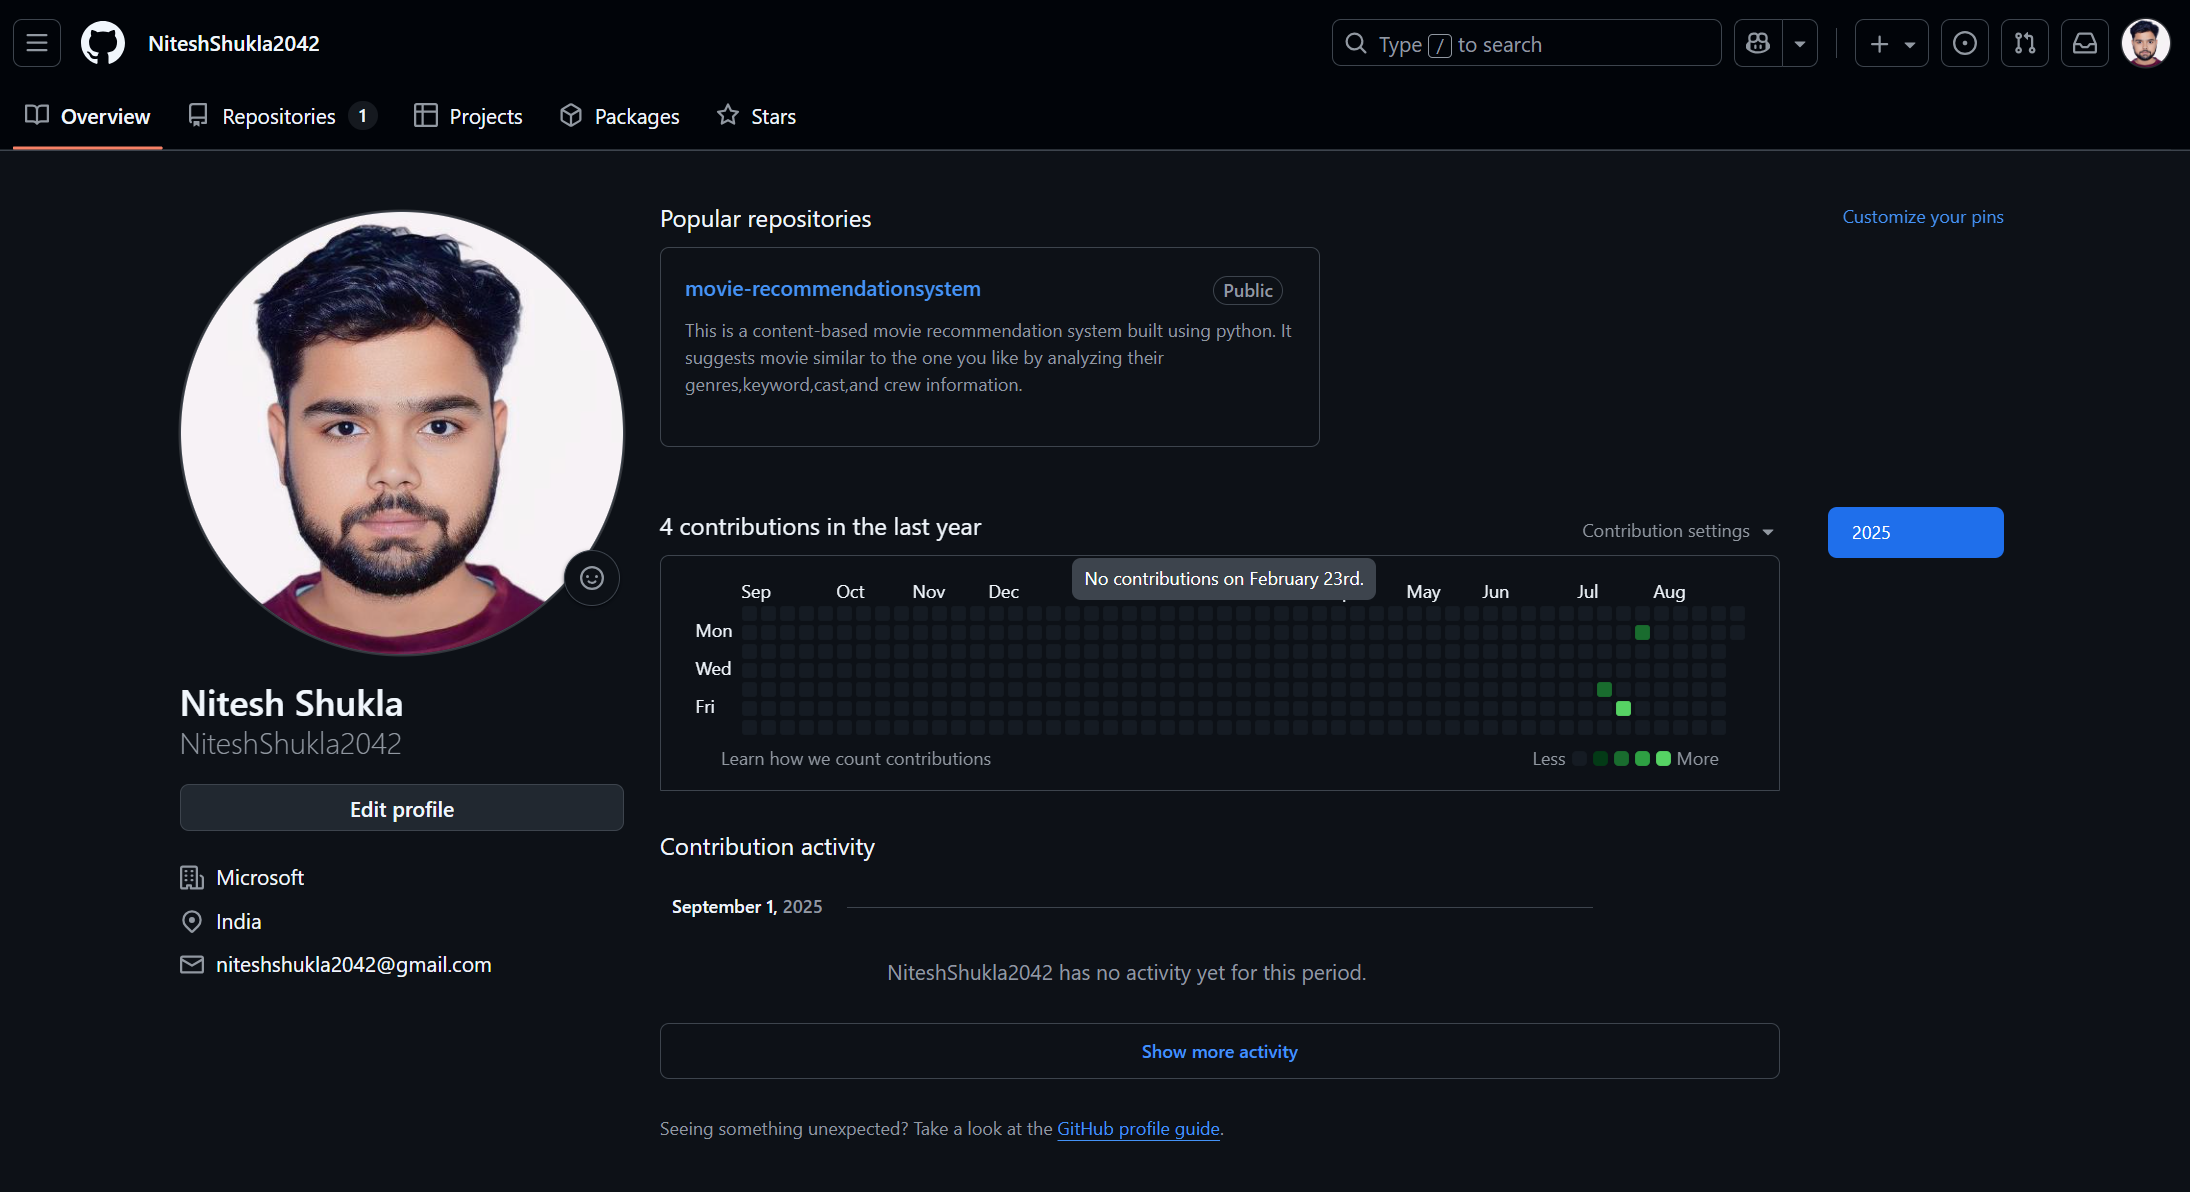 NiteshShukla2042
Type / to search
Overview
Repositories 1
Projects
Packages
Stars
Nitesh Shukla
NiteshShukla2042
Edit profile
Microsoft
India
niteshshukla2042@gmail.com
Popular repositories
Customize your pins
movie-recommendationsystem
Public
This is a content-based movie recommendation system built using python. It
suggests movie similar to the one you like by analyzing their
genres,keyword,cast,and crew information.
4 contributions in the last year
Contribution settings
2025
No contributions on February 23rd.
Sep Oct Nov Dec May Jun Jul Aug
Mon
Wed
Fri
Learn how we count contributions
Less More
Contribution activity
September 1, 2025
NiteshShukla2042 has no activity yet for this period.
Show more activity
Seeing something unexpected? Take a look at the GitHub profile guide.